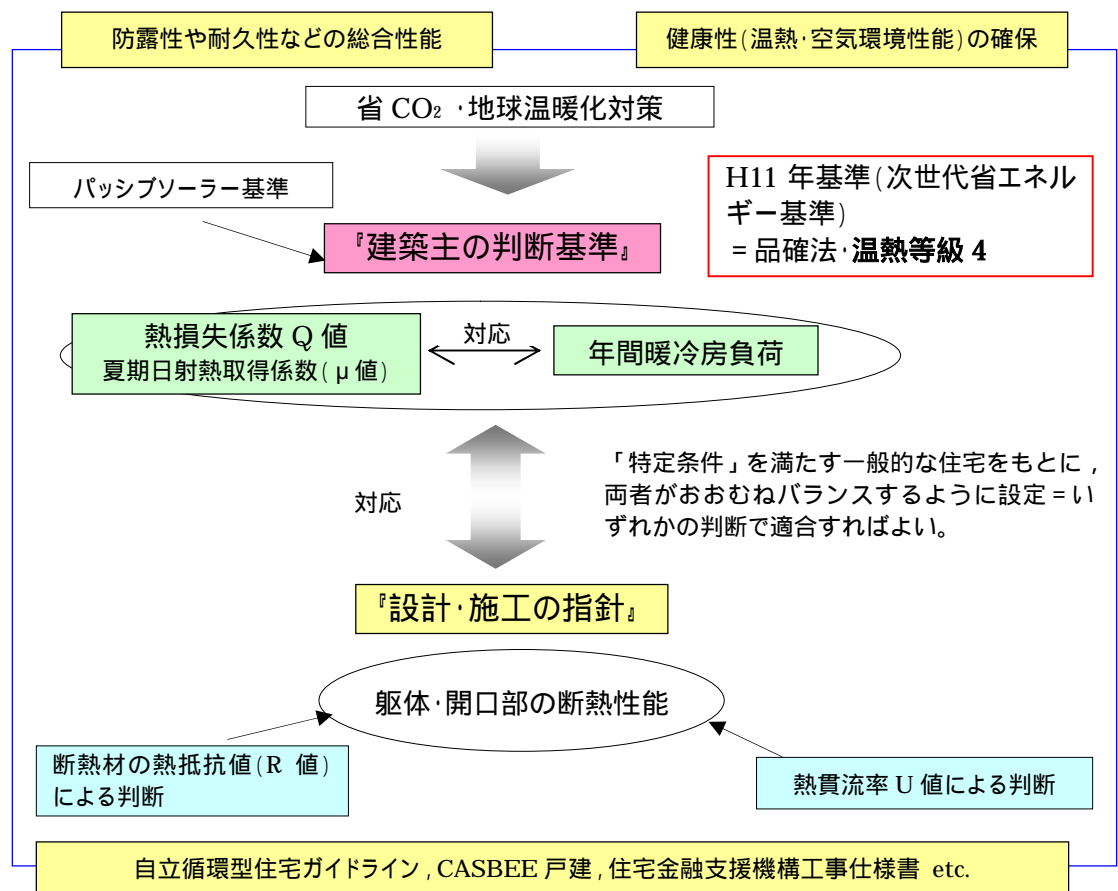 防露性や耐久性などの総合性能
健康性(温熱·空気環境性能)の確保
省 CO₂ ·地球温暖化対策
パッシブソーラー基準
H11 年基準(次世代省エネル
ギー基準)
=品確法·温熱等級 4
『建築主の判断基準』
熱損失係数 Q 値
夏期日射熱取得係数(μ値)
対応
年間暖冷房負荷
対応
「特定条件」を満たす一般的な住宅をもとに,
両者がおおむねバランスするように設定=い
ずれかの判断で適合すればよい。
『設計·施工の指針』
躯体·開口部の断熱性能
断熱材の熱抵抗値(R 値)
による判断
熱貫流率 U 値による判断
自立循環型住宅ガイドライン,CASBEE 戸建,住宅金融支援機構工事仕様書 etc.